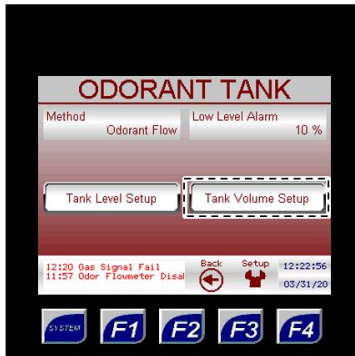 ODORANT TANK
Method
Odorant Flow
Low Level Alarm
10 %
Tank Level Setup
Tank Volume Setup
12:20 Gas Signal Fail
11:57 Odor Flowmeter Disal
Back
Setup
12:22:56
03/31/20
SYSTEM
F1
F2
F3
F4